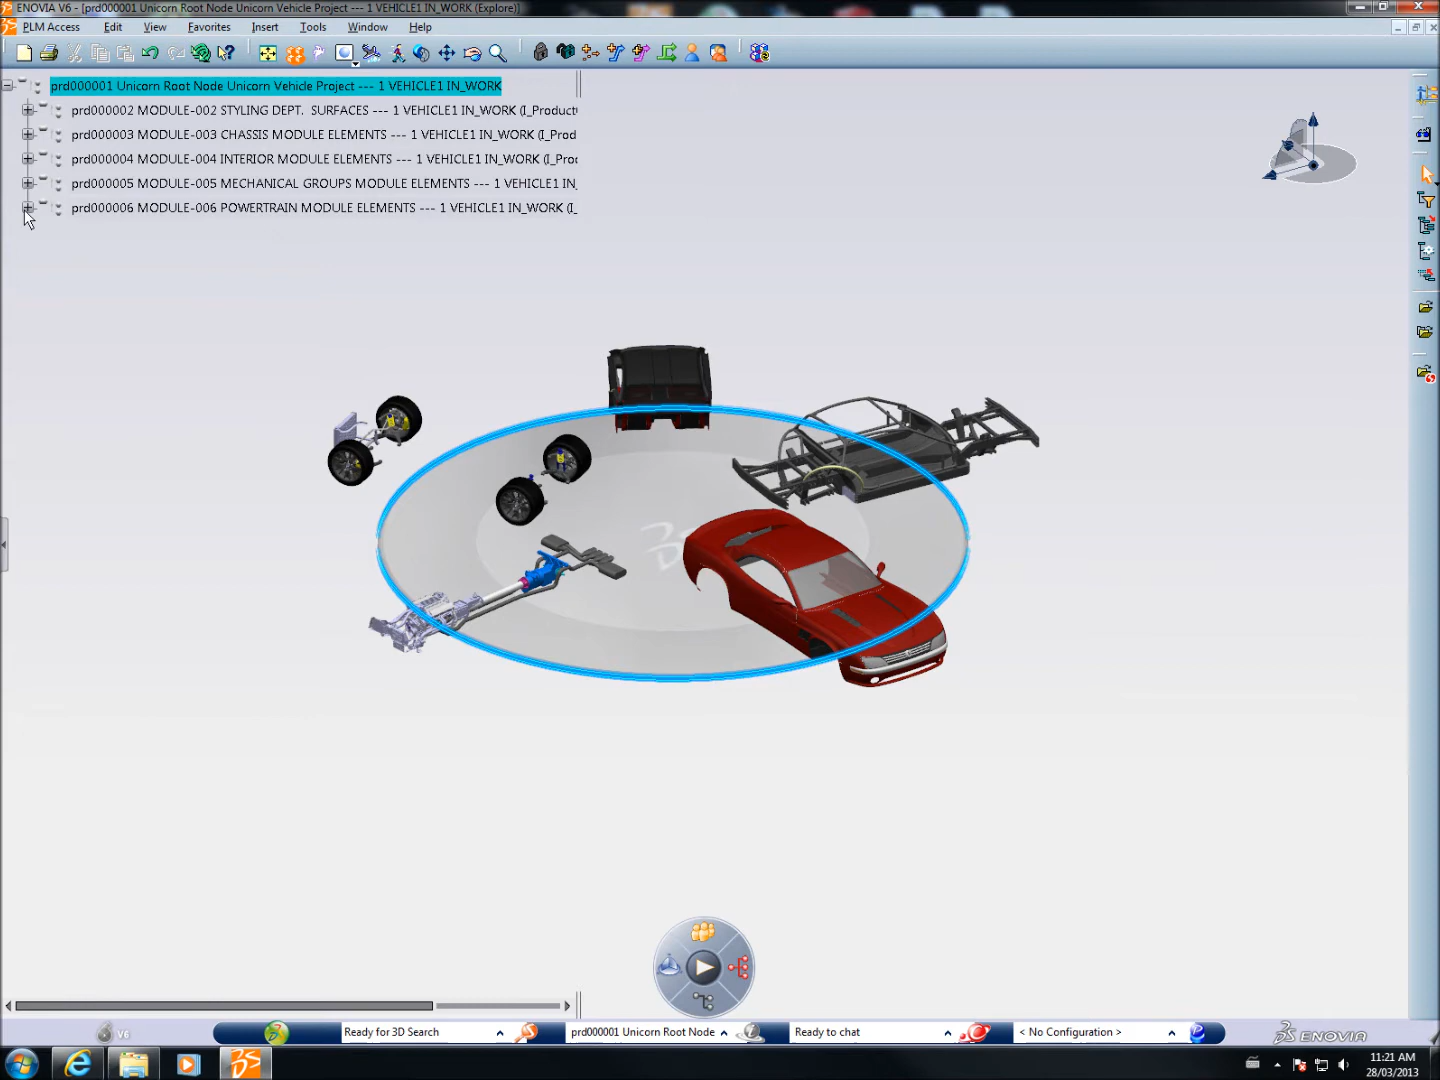 ENOVIA V6 - [prd000001 Unicorn Root Node Unicorn Vehicle Project --- 1 VEHICLE1 IN_WORK (Explore)]
PLM Access Edit View Favorites Insert Tools Window Help
prd000001 Unicorn Root Node Unicorn Vehicle Project --- 1 VEHICLE1 IN_WORK
prd000002 MODULE-002 STYLING DEPT. SURFACES --- 1 VEHICLE1 IN_WORK (I_Product
prd000003 MODULE-003 CHASSIS MODULE ELEMENTS --- 1 VEHICLE1 IN_WORK (I_Prod
prd000004 MODULE-004 INTERIOR MODULE ELEMENTS --- 1 VEHICLE1 IN_WORK (I_Proc
prd000005 MODULE-005 MECHANICAL GROUPS MODULE ELEMENTS --- 1 VEHICLE1 IN_
prd000006 MODULE-006 POWERTRAIN MODULE ELEMENTS --- 1 VEHICLE1 IN_WORK (I_
V6 Ready for 3D Search prd000001 Unicorn Root Node Ready to chat < No Configuration > ENOVIA
11:21 AM
28/03/2013